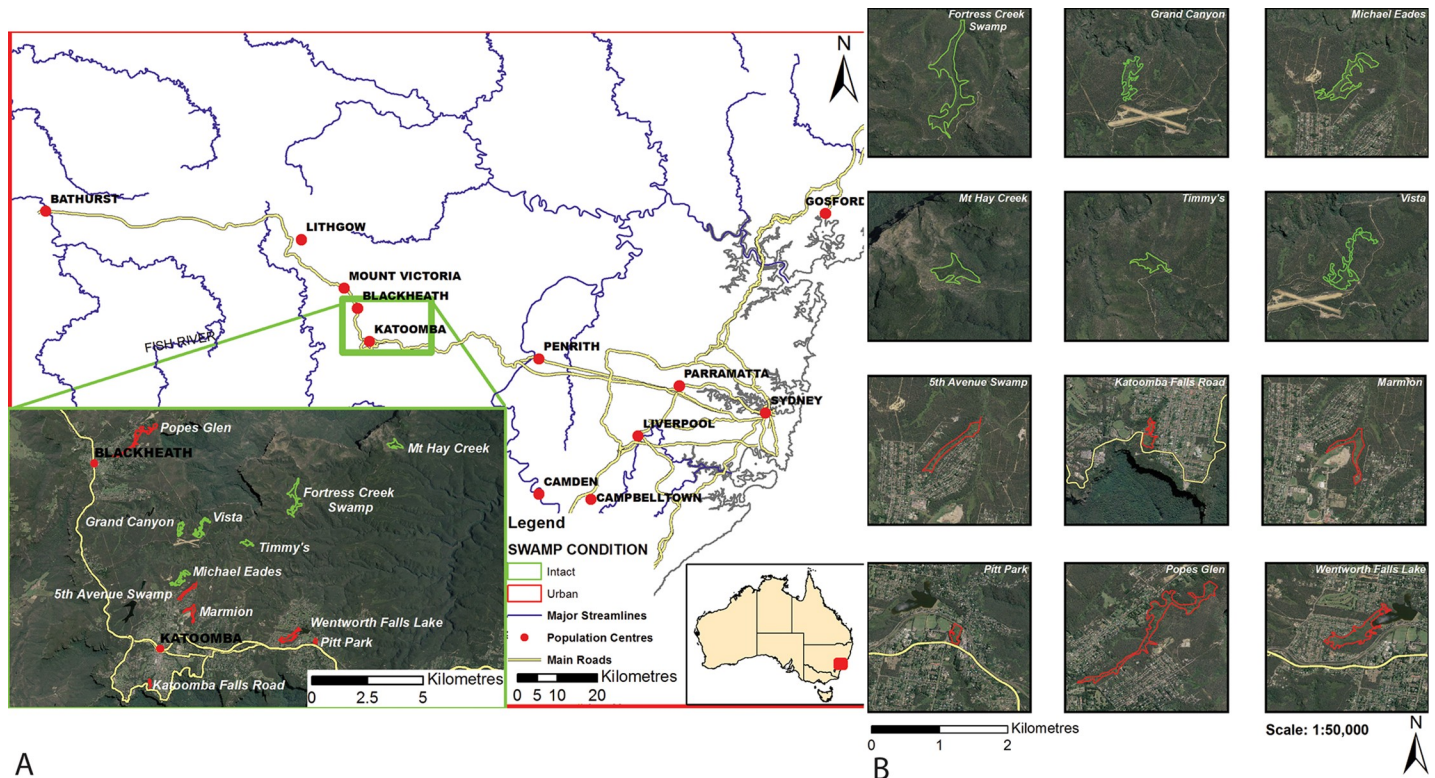 N
BATHURST
LITHGOW
GOSFORD
MOUNT VICTORIA
BLACKHEATH
KATOOMBA
FISH RIVER
PENRITH
PARRAMATTA
SYDNEY
LIVERPOOL
CAMDEN
CAMPBELLTOWN
Popes Glen
Mt Hay Creek
BLACKHEATH
Fortress Creek
Swamp
Grand Canyon
Vista
Timmy's
Michael Eades
5th Avenue Swamp
Marmion
Wentworth Falls Lake
KATOOMBA
Pitt Park
Katoomba Falls Road
Kilometres
0 2.5 5
Legend
SWAMP CONDITION
Intact
Urban
Major Streamlines
Population Centres
Main Roads
Kilometres
0 5 10 20
A
Fortress Creek
Swamp
Grand Canyon
Michael Eades
Mt Hay Creek
Timmy's
Vista
5th Avenue Swamp
Katoomba Falls Road
Marmion
Pitt Park
Popes Glen
Wentworth Falls Lake
Kilometres
0 1 2
Scale: 1:50,000
N
B